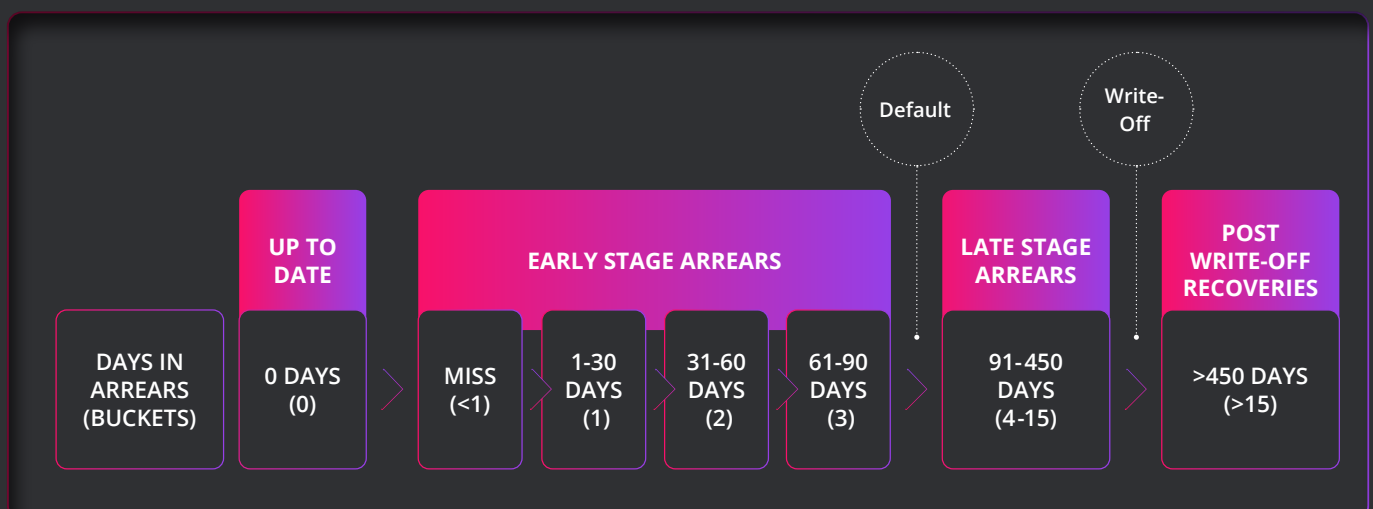 Default
Write-
Off
UP TO
DATE
EARLY STAGE ARREARS
LATE STAGE
ARREARS
POST
WRITE-OFF
RECOVERIES
DAYS IN
ARREARS
(BUCKETS)
0 DAYS
(0)
MISS
(<1)
1-30
DAYS
(1)
31-60
DAYS
(2)
61-90
DAYS
(3)
91-450
DAYS
(4-15)
>450 DAYS
(>15)